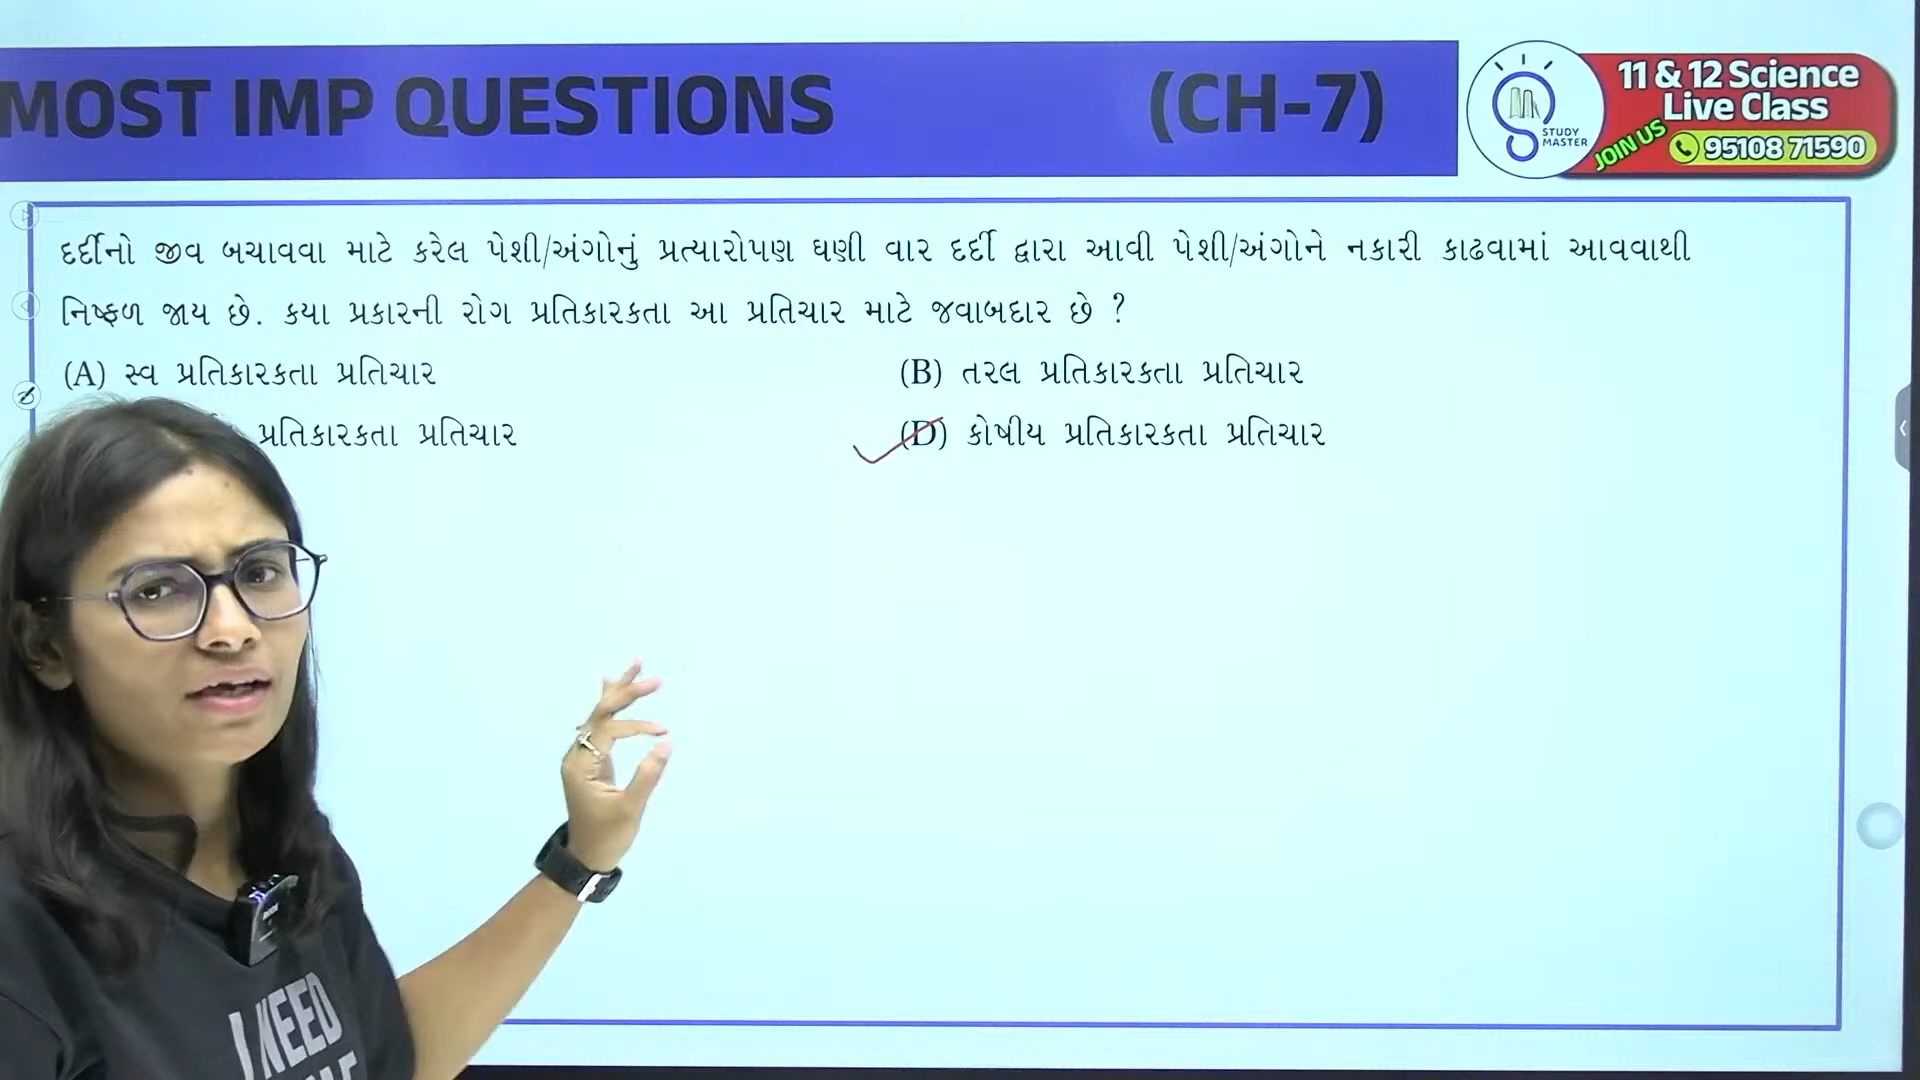 MOST IMP QUESTIONS (CH-7)
STUDY
MASTER
11 & 12 Science
Live Class
JOIN US
95108 71590
દર્દીનો જીવ બચાવવા માટે કરેલ પેશી/અંગોનું પ્રત્યારોપણ ઘણી વાર દર્દી દ્વારા આવી પેશી/અંગોને નકારી કાઢવામાં આવવાથી
નિષ્ફળ જાય છે. કયા પ્રકારની રોગ પ્રતિકારકતા આ પ્રતિચાર માટે જવાબદાર છે ?
(A) સ્વ પ્રતિકારકતા પ્રતિચાર (B) તરલ પ્રતિકારકતા પ્રતિચાર
પ્રતિકારકતા પ્રતિચાર (D) કોષીય પ્રતિકારકતા પ્રતિચાર
I NEED